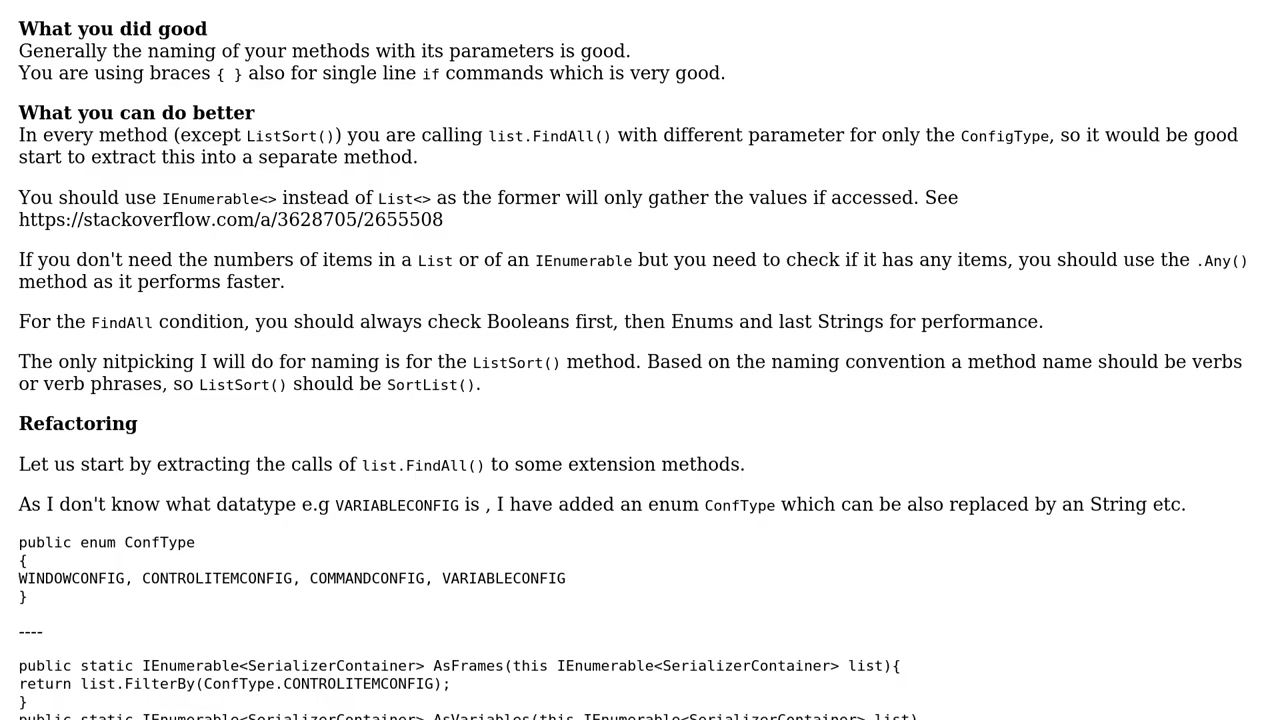 What you did good
Generally the naming of your methods with its parameters is good.
You are using braces { } also for single line if commands which is very good.
What you can do better
In every method (except ListSort()) you are calling list.FindAll() with different parameter for only the ConfigType, so it would be good
start to extract this into a separate method.
You should use IEnumerable<> instead of List<> as the former will only gather the values if accessed. See
https://stackoverflow.com/a/3628705/2655508
If you don't need the numbers of items in a List or of an IEnumerable but you need to check if it has any items, you should use the .Any()
method as it performs faster.
For the FindAll condition, you should always check Booleans first, then Enums and last Strings for performance.
The only nitpicking I will do for naming is for the ListSort() method. Based on the naming convention a method name should be verbs
or verb phrases, so ListSort() should be SortList().
Refactoring
Let us start by extracting the calls of list.FindAll() to some extension methods.
As I don't know what datatype e.g VARIABLECONFIG is , I have added an enum ConfType which can be also replaced by an String etc.
public enum ConfType
{
WINDOWCONFIG, CONTROLITEMCONFIG, COMMANDCONFIG, VARIABLECONFIG
}
----
public static IEnumerable<SerializerContainer> AsFrames(this IEnumerable<SerializerContainer> list){
return list.FilterBy(ConfType.CONTROLITEMCONFIG);
}
public static IEnumerable<SerializerContainer> AsVariables(this IEnumerable<SerializerContainer> list)